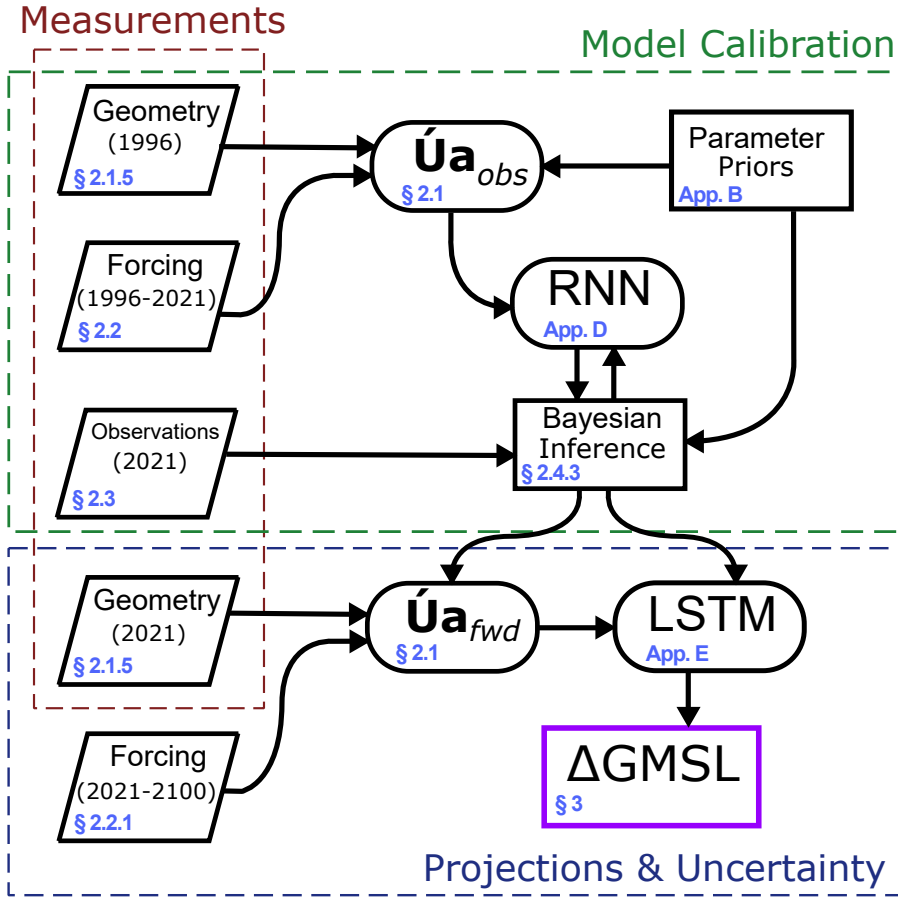 Measurements
Model Calibration
Geometry
(1996)
§ 2.1.5
Úa obs
§ 2.1
Parameter
Priors
App. B
Forcing
(1996-2021)
§ 2.2
RNN
App. D
Observations
(2021)
§ 2.3
Bayesian
Inference
§ 2.4.3
Geometry
(2021)
§ 2.1.5
Úa fwd
§ 2.1
LSTM
App. E
Forcing
(2021-2100)
§ 2.2.1
ΔGMSL
§ 3
Projections & Uncertainty